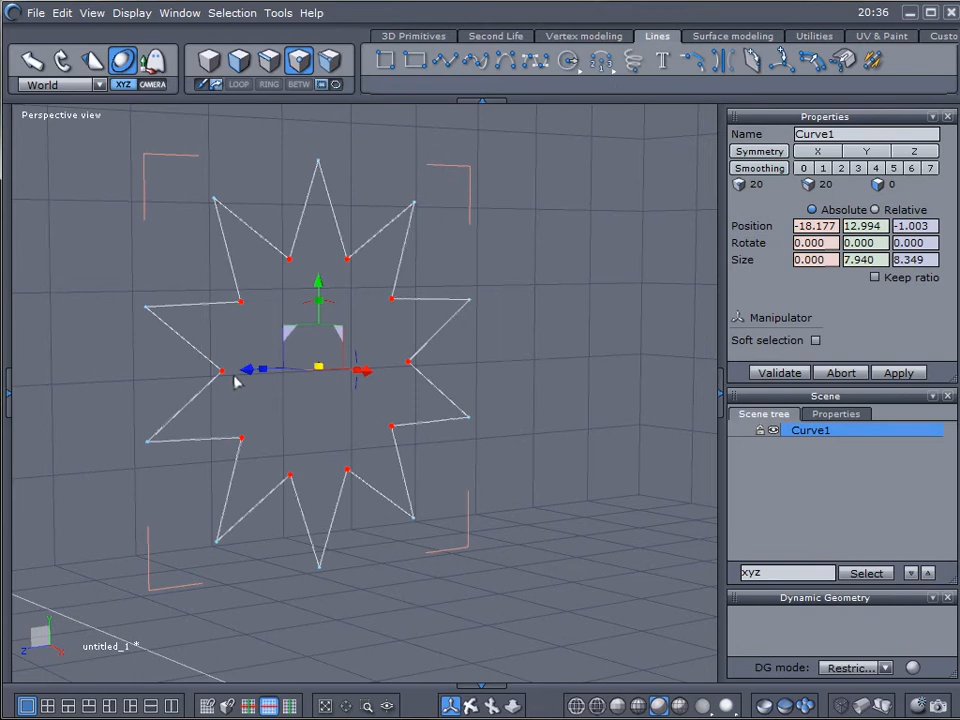 File Edit View Display Window Selection Tools Help 20:36
3D Primitives Second Life Vertex modeling Lines Surface modeling Utilities UV & Paint Custo
World XYZ CAMERA LOOP RING BETW
Perspective view
Properties
Name Curve1
Symmetry X Y Z
Smoothing 0 1 2 3 4 5 6 7
20 20 0
Absolute Relative
Position -18.177 12.994 -1.003
Rotate 0.000 0.000 0.000
Size 0.000 7.940 8.349
Keep ratio
Manipulator
Soft selection
Validate Abort Apply
Scene
Scene tree Properties
Curve1
xyz Select
Dynamic Geometry
DG mode: Restric...
Y
Z X
untitled_1 *